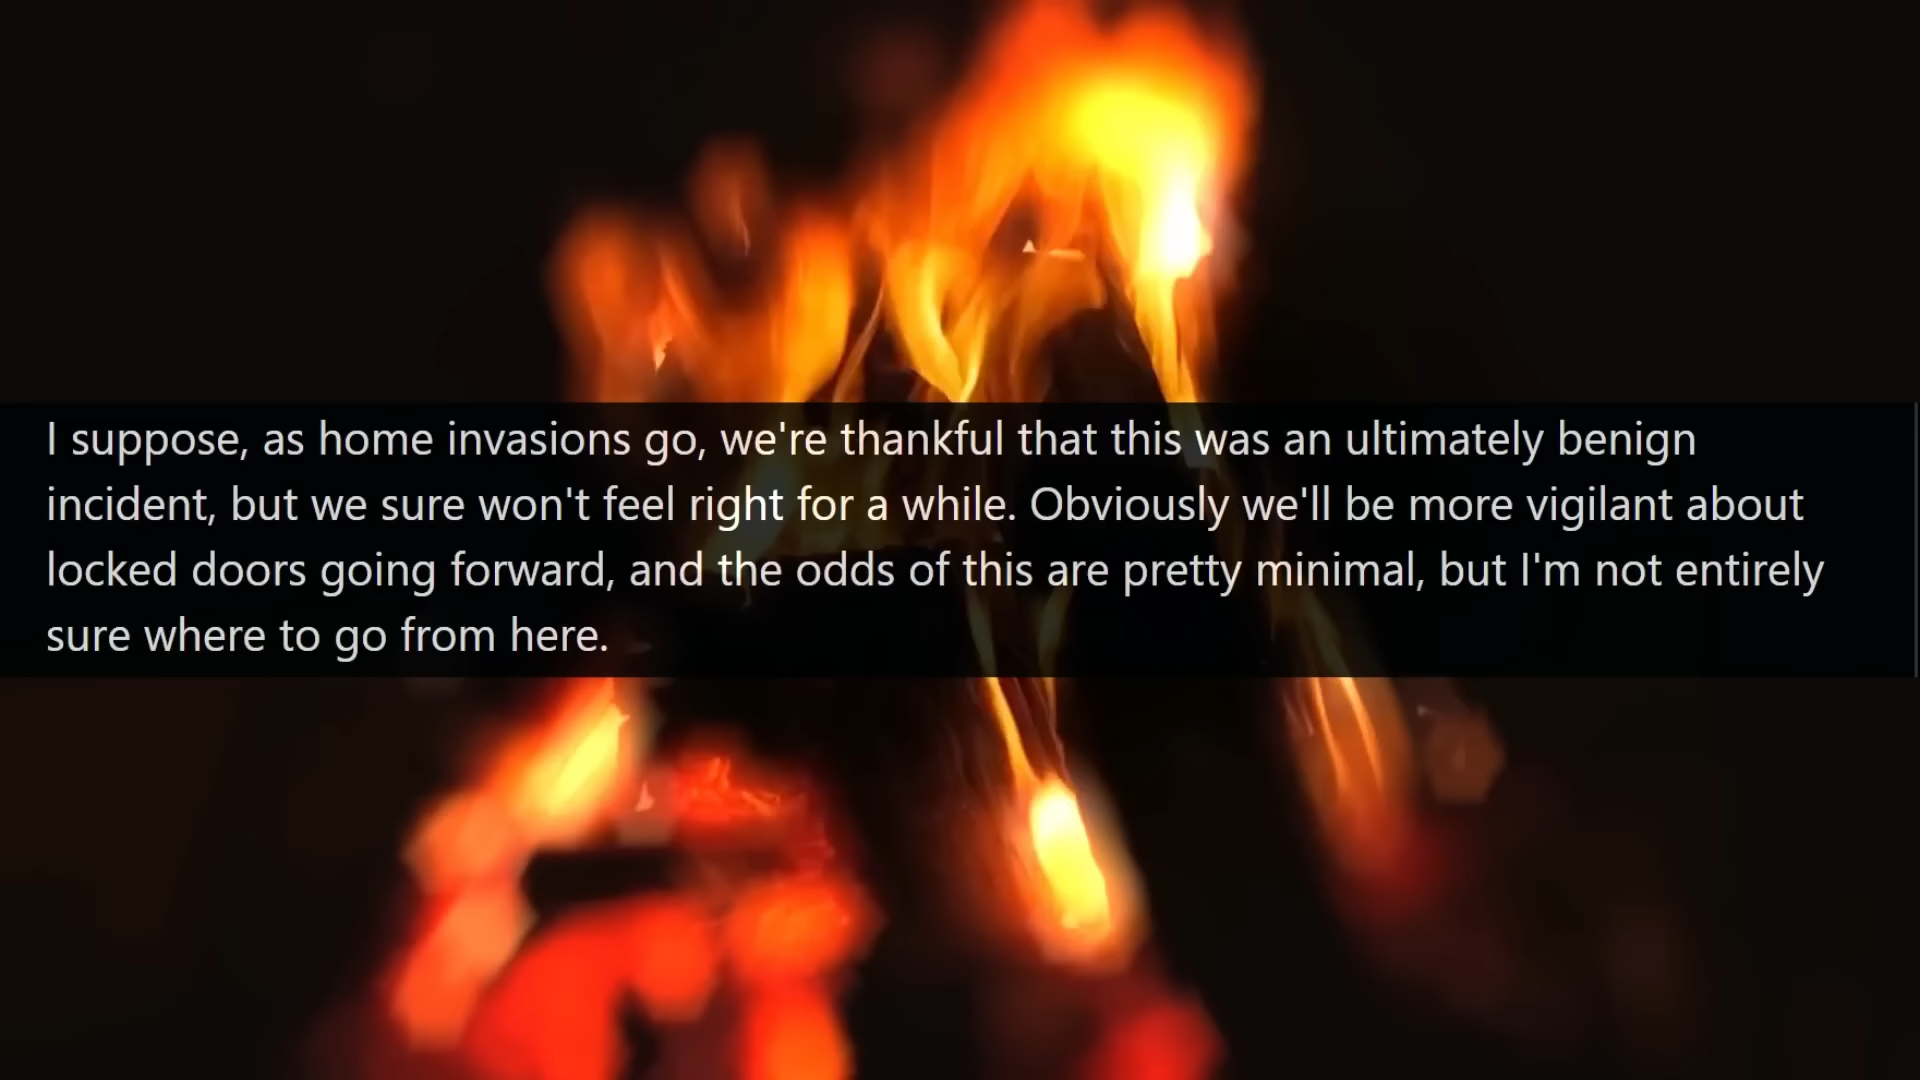 I suppose, as home invasions go, we're thankful that this was an ultimately benign
incident, but we sure won't feel right for a while. Obviously we'll be more vigilant about
locked doors going forward, and the odds of this are pretty minimal, but I'm not entirely
sure where to go from here.